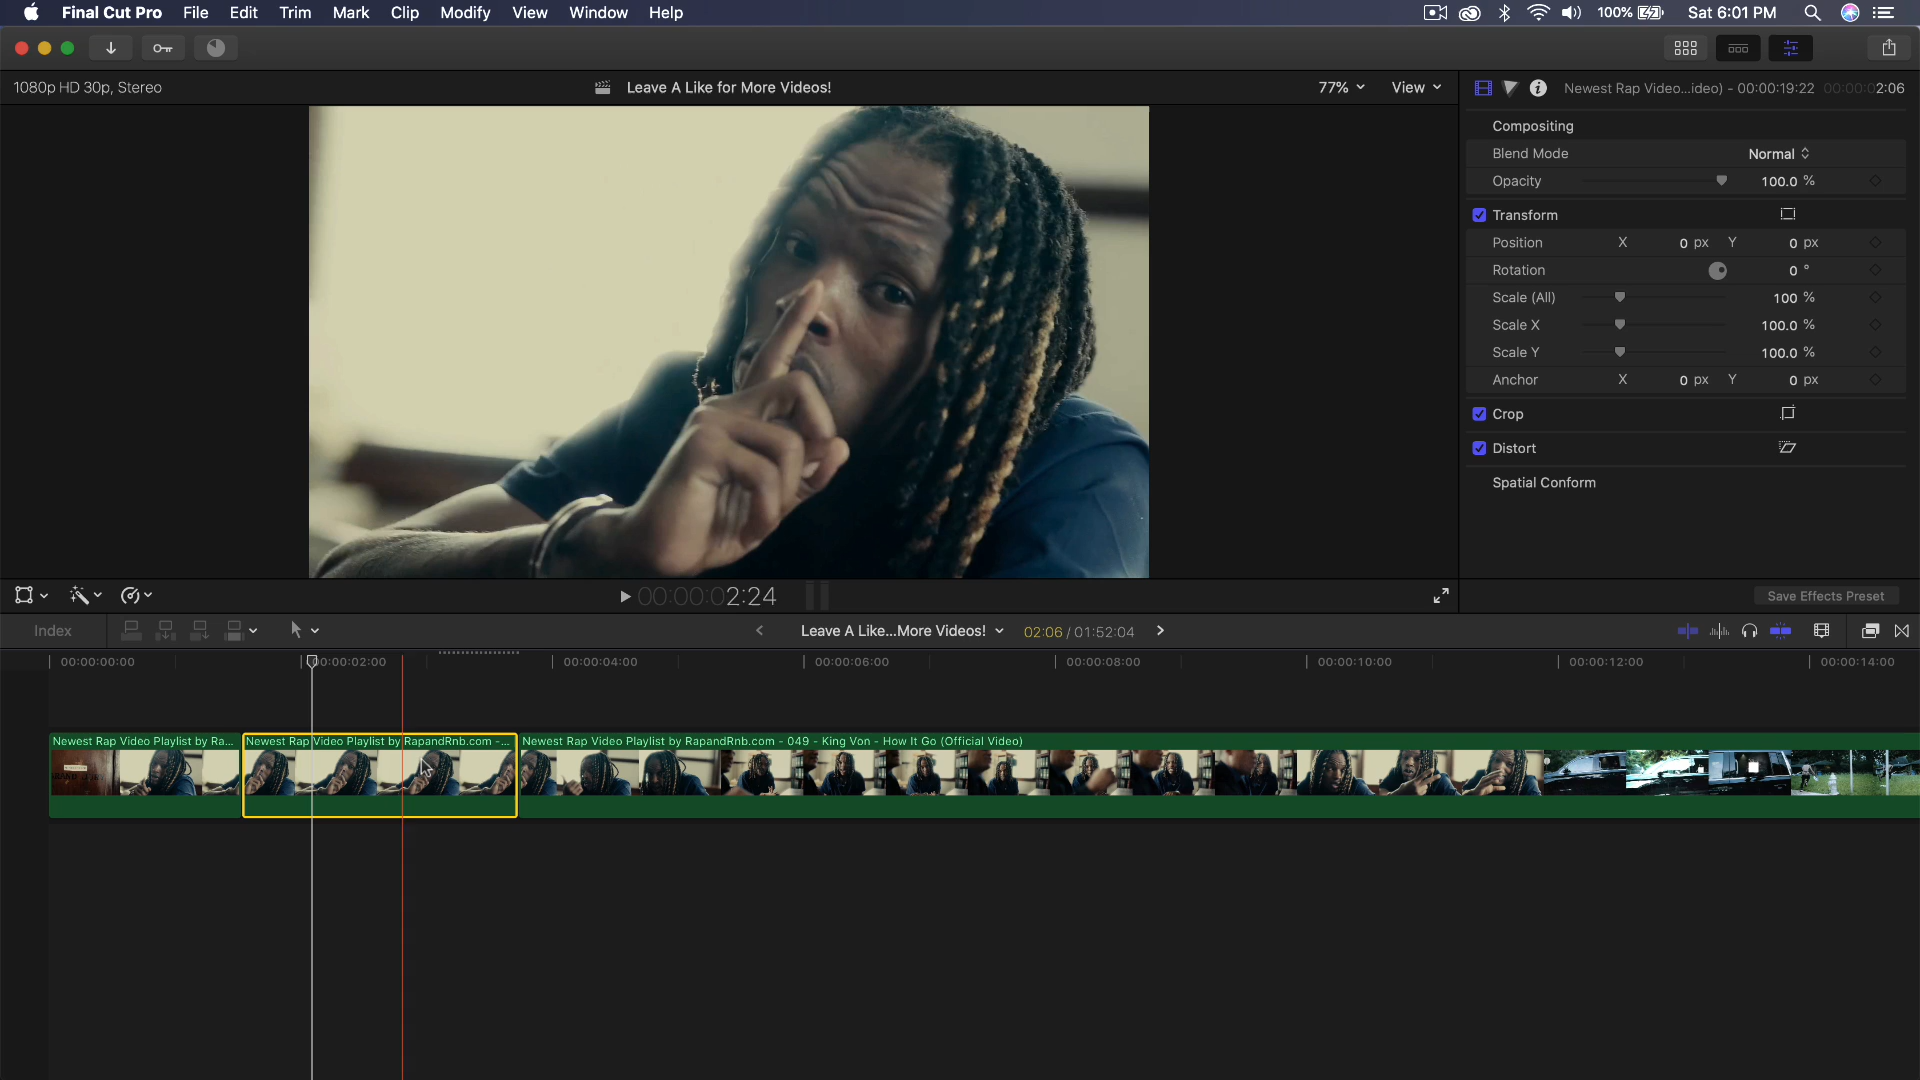 Final Cut Pro File Edit Trim Mark Clip Modify View Window Help 100% Sat 6:01 PM
1080p HD 30p, Stereo Leave A Like for More Videos! 77% View Newest Rap Video...ideo) - 00:00:19:22 00:00:02:06
Compositing
Blend Mode Normal
Opacity 100.0 %
Transform
Position X 0 px Y 0 px
Rotation 0 °
Scale (All) 100 %
Scale X 100.0 %
Scale Y 100.0 %
Anchor X 0 px Y 0 px
Crop
Distort
Spatial Conform
00:00:02:24 Save Effects Preset
Index Leave A Like...More Videos! 02:06 / 01:52:04
00:00:00:00 00:00:02:00 00:00:04:00 00:00:06:00 00:00:08:00 00:00:10:00 00:00:12:00 00:00:14:00
Newest Rap Video Playlist by Ra... Newest Rap Video Playlist by RapandRnb.com -... Newest Rap Video Playlist by RapandRnb.com - 049 - King Von - How It Go (Official Video)